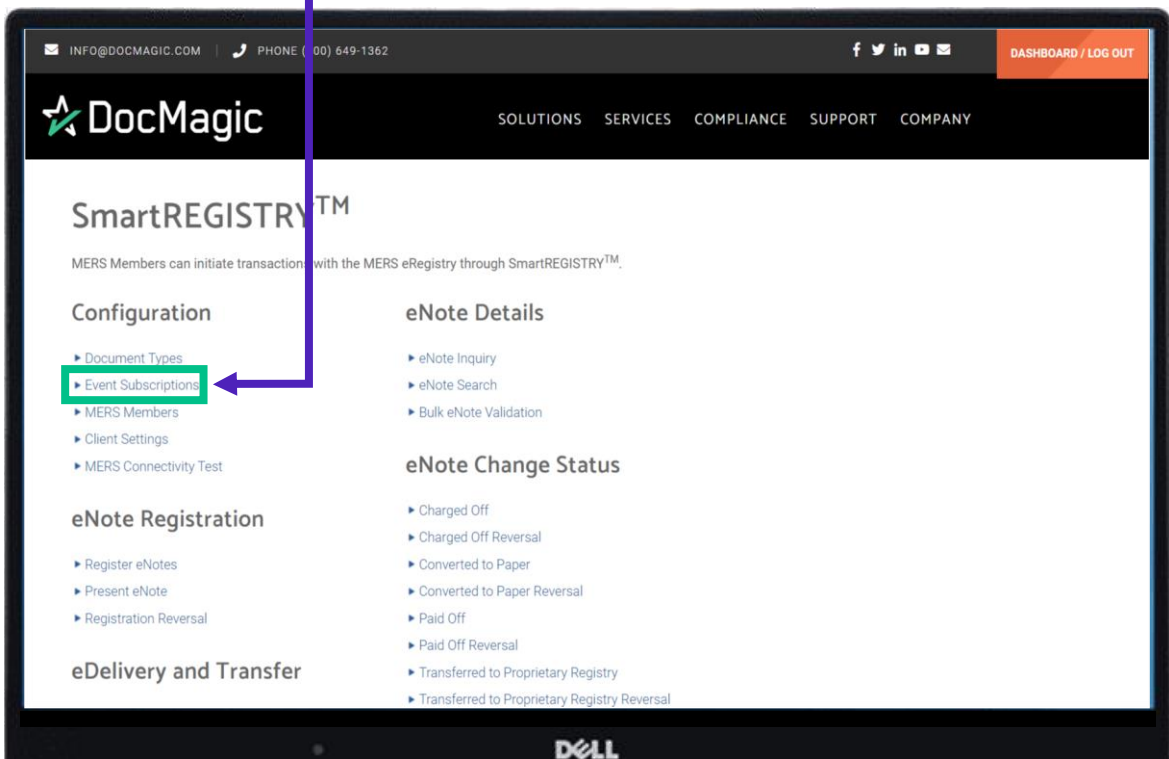 INFO@DOCMAGIC.COM | PHONE ( 00) 649-1362
DASHBOARD / LOG OUT
DocMagic
SOLUTIONS SERVICES COMPLIANCE SUPPORT COMPANY
SmartREGISTRY™
MERS Members can initiate transactions with the MERS eRegistry through SmartREGISTRY™.
Configuration
Document Types
Event Subscriptions
MERS Members
Client Settings
MERS Connectivity Test
eNote Registration
Register eNotes
Present eNote
Registration Reversal
eDelivery and Transfer
eNote Details
eNote Inquiry
eNote Search
Bulk eNote Validation
eNote Change Status
Charged Off
Charged Off Reversal
Converted to Paper
Converted to Paper Reversal
Paid Off
Paid Off Reversal
Transferred to Proprietary Registry
Transferred to Proprietary Registry Reversal
DELL